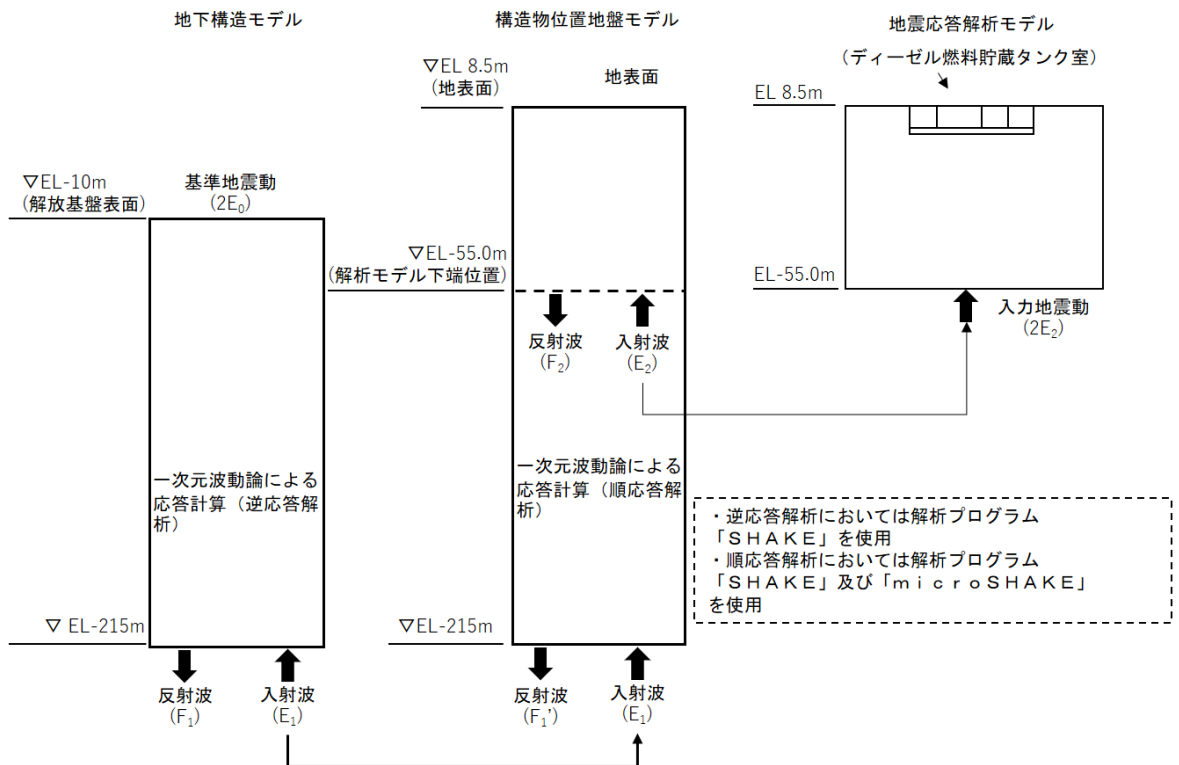 地下構造モデル
▽EL-10m
(解放基盤表面)
基準地震動
(2E₀)
一次元波動論による
応答計算（逆応答解
析）
▽ EL-215m
反射波
(F₁)
入射波
(E₁)
構造物位置地盤モデル
▽EL 8.5m
(地表面)
地表面
▽EL-55.0m
(解析モデル下端位置)
反射波
(F₂)
入射波
(E₂)
一次元波動論による
応答計算（順応答解
析）
▽EL-215m
反射波
(F₁')
入射波
(E₁)
地震応答解析モデル
（ディーゼル燃料貯蔵タンク室）
EL 8.5m
EL-55.0m
入力地震動
(2E₂)
・逆応答解析においては解析プログラム
「ＳＨＡＫＥ」を使用
・順応答解析においては解析プログラム
「ＳＨＡＫＥ」及び「ｍｉｃｒｏＳＨＡＫＥ」
を使用